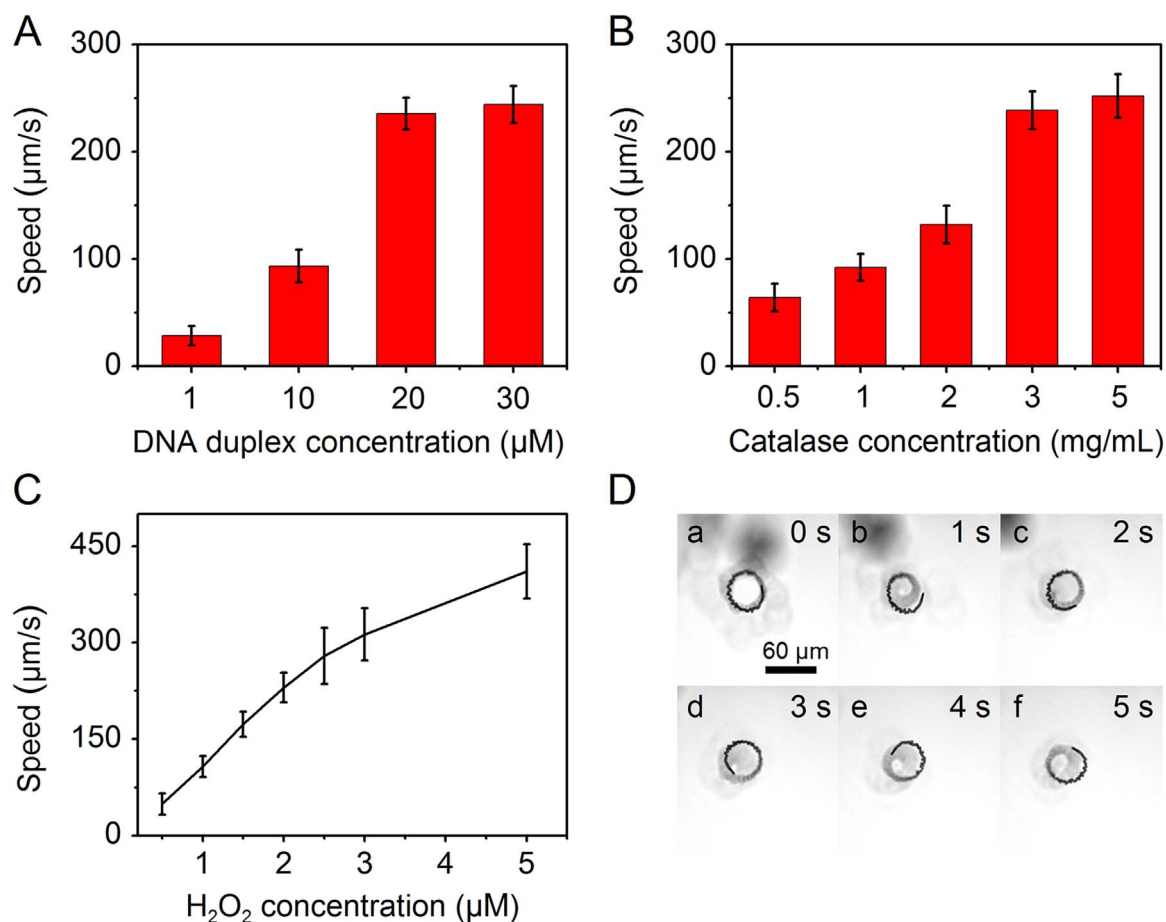 A
300
200
100
0
Speed (µm/s)
1 10 20 30
DNA duplex concentration (µM)
B
300
200
100
0
Speed (µm/s)
0.5 1 2 3 5
Catalase concentration (mg/mL)
C
450
300
150
0
Speed (µm/s)
1 2 3 4 5
H₂O₂ concentration (µM)
D
a 0 s
60 µm
b 1 s
c 2 s
d 3 s
e 4 s
f 5 s